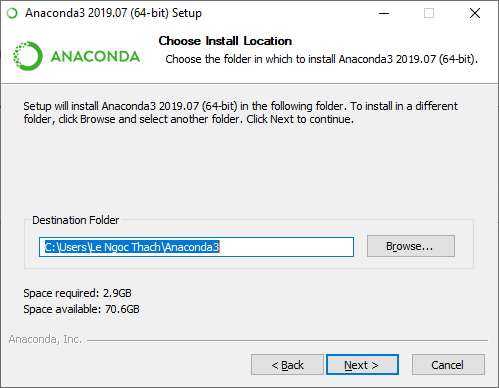 Anaconda3 2019.07 (64-bit) Setup
ANACONDA
Choose Install Location
Choose the folder in which to install Anaconda3 2019.07 (64-bit).
Setup will install Anaconda3 2019.07 (64-bit) in the following folder. To install in a different
folder, click Browse and select another folder. Click Next to continue.
Destination Folder
C:\Users\Le Ngoc Thach\Anaconda3
Browse...
Space required: 2.9GB
Space available: 70.6GB
Anaconda, Inc.
< Back
Next >
Cancel